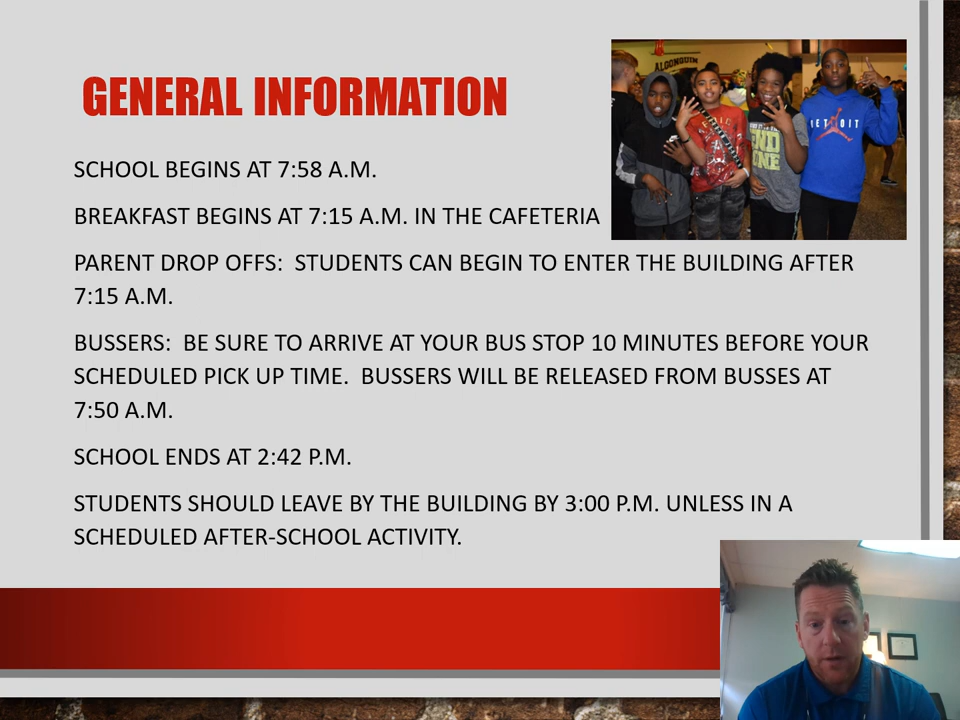 GENERAL INFORMATION
ALGONQUIN
SCHOOL BEGINS AT 7:58 A.M.
BREAKFAST BEGINS AT 7:15 A.M. IN THE CAFETERIA
PARENT DROP OFFS:  STUDENTS CAN BEGIN TO ENTER THE BUILDING AFTER
7:15 A.M.
BUSSERS:  BE SURE TO ARRIVE AT YOUR BUS STOP 10 MINUTES BEFORE YOUR
SCHEDULED PICK UP TIME.  BUSSERS WILL BE RELEASED FROM BUSSES AT
7:50 A.M.
SCHOOL ENDS AT 2:42 P.M.
STUDENTS SHOULD LEAVE BY THE BUILDING BY 3:00 P.M. UNLESS IN A
SCHEDULED AFTER-SCHOOL ACTIVITY.